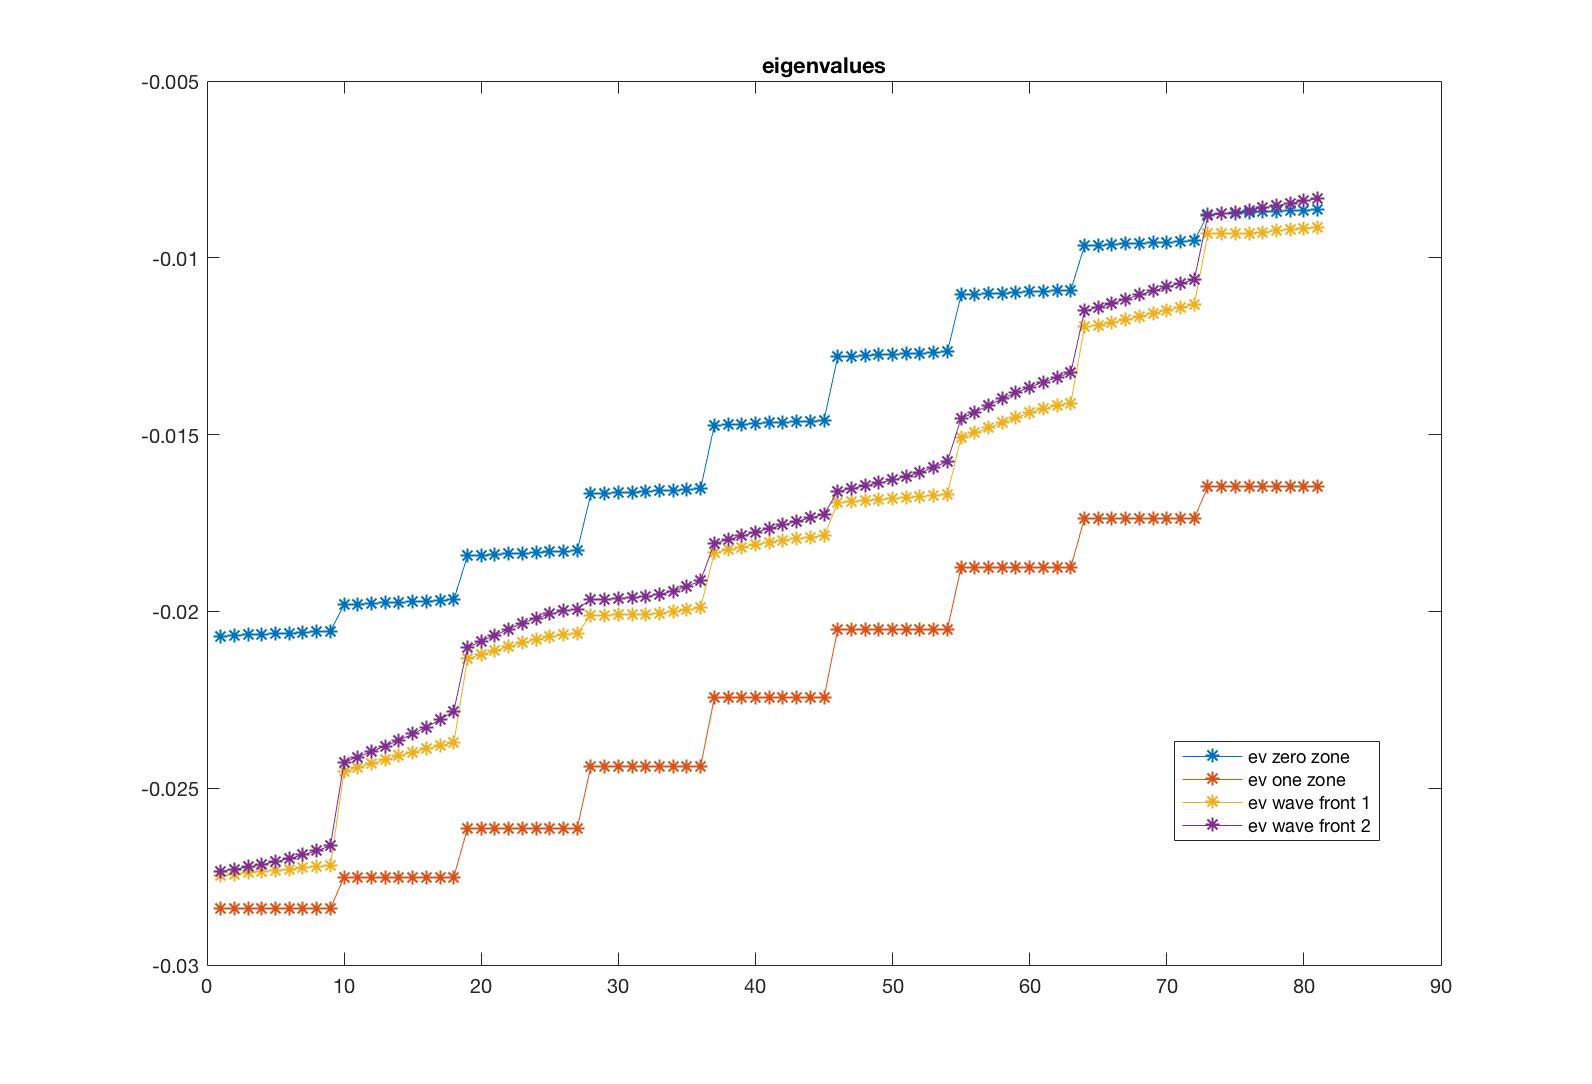 eigenvalues
-0.005
-0.01
-0.015
-0.02
-0.025
-0.03
0 10 20 30 40 50 60 70 80 90
ev zero zone
ev one zone
ev wave front 1
ev wave front 2